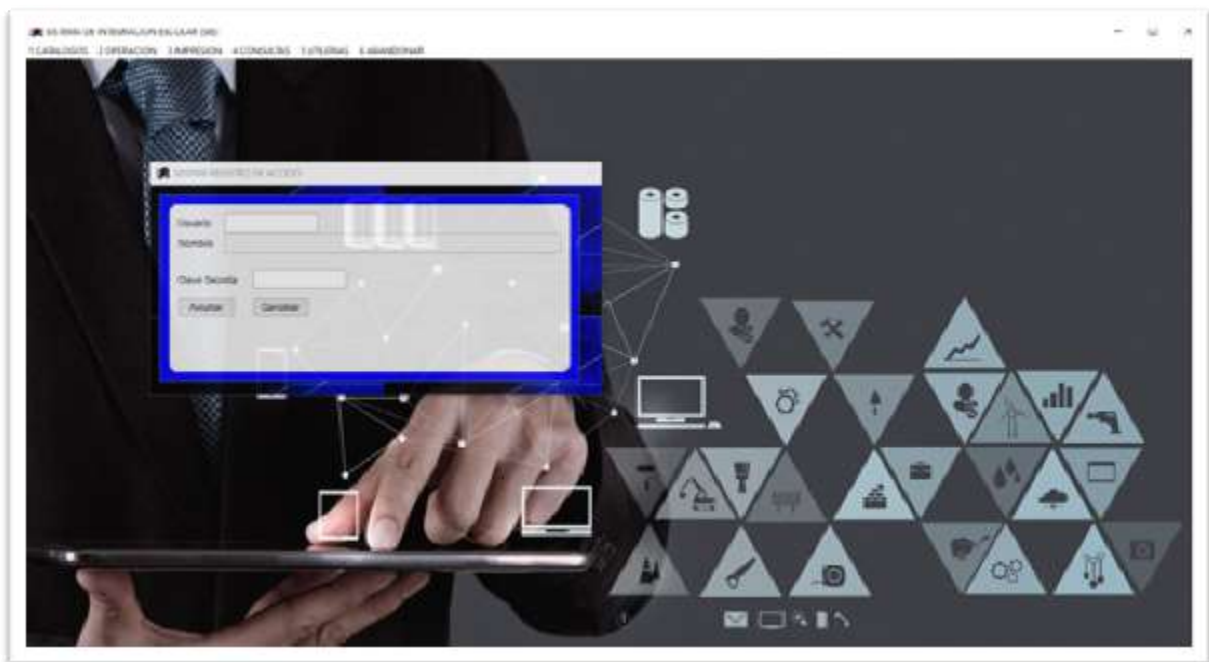 SISTEMA DE INTEGRACION ESCOLAR (SIE)
1 CATALOGOS 2 OPERACION 3 IMPRESION 4 CONSULTAS 5 UTILERIAS 6 ABANDONAR
REGISTRO DE ACCESO
Usuario
Nombre
Clave Secreta
Aceptar Cancelar